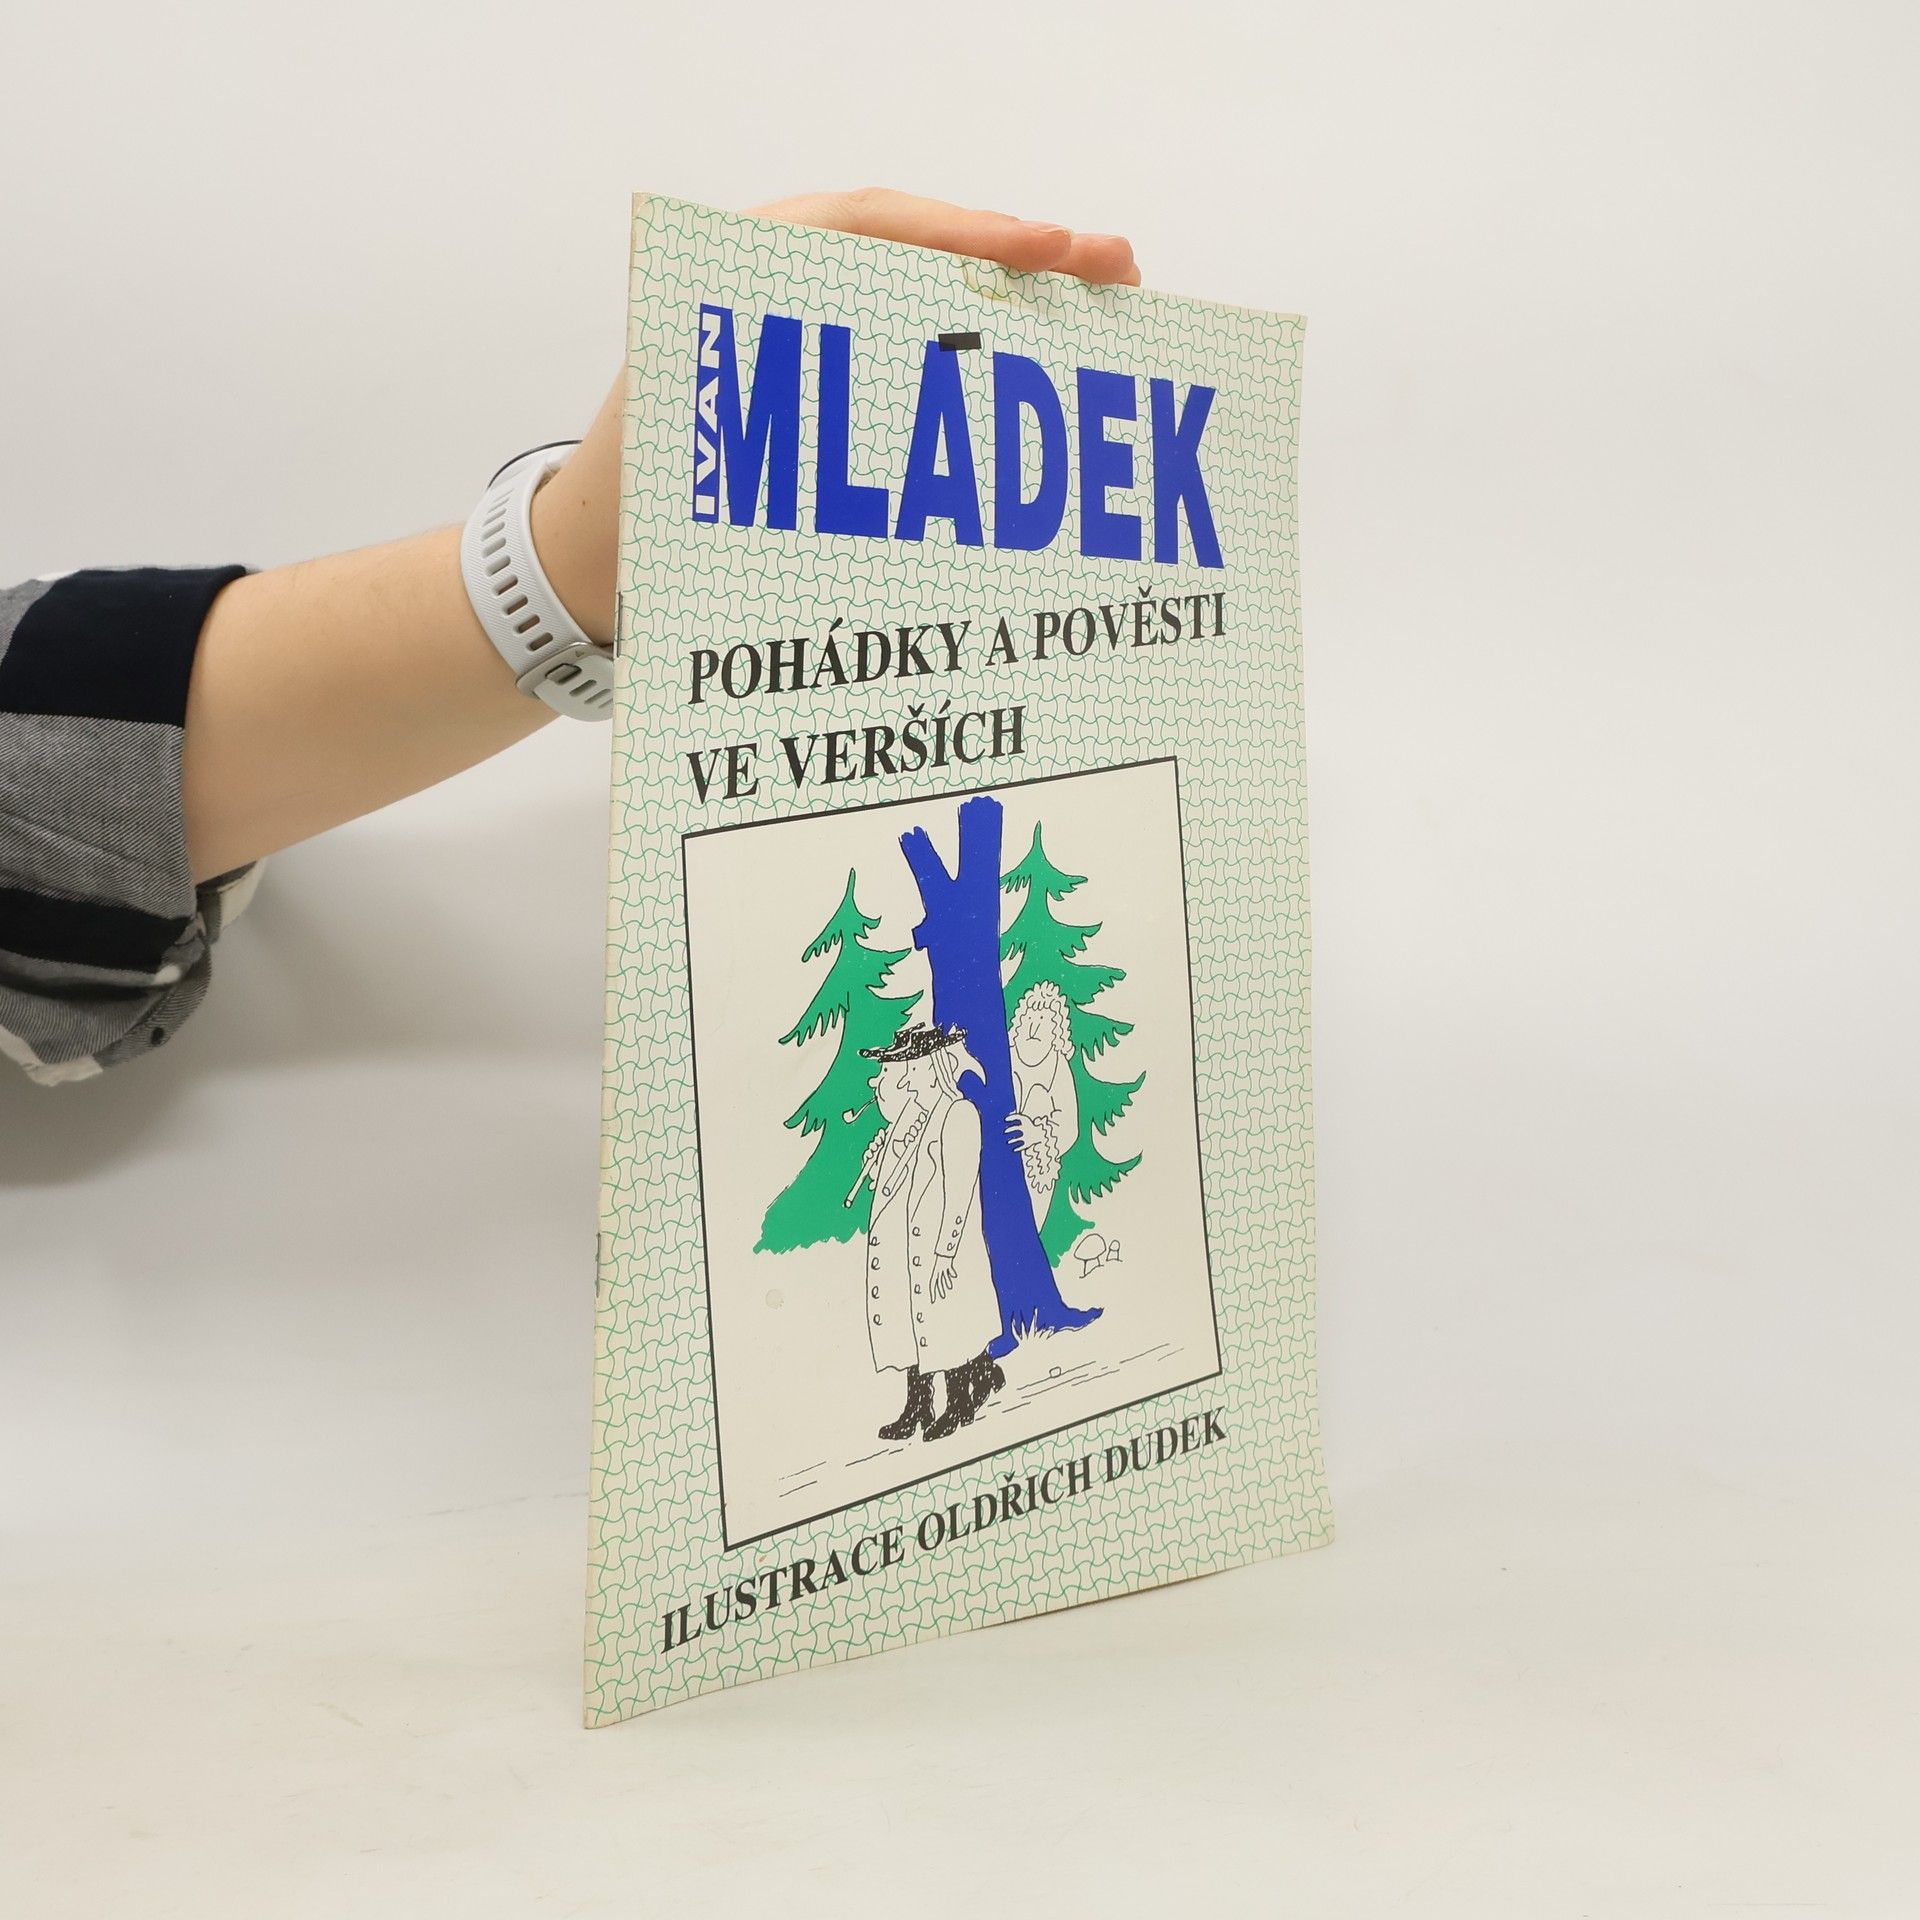 IVAN
MLÁDEK
POHÁDKY A POVĚSTI
VE VERŠÍCH
ILUSTRACE OLDŘICH DUDEK